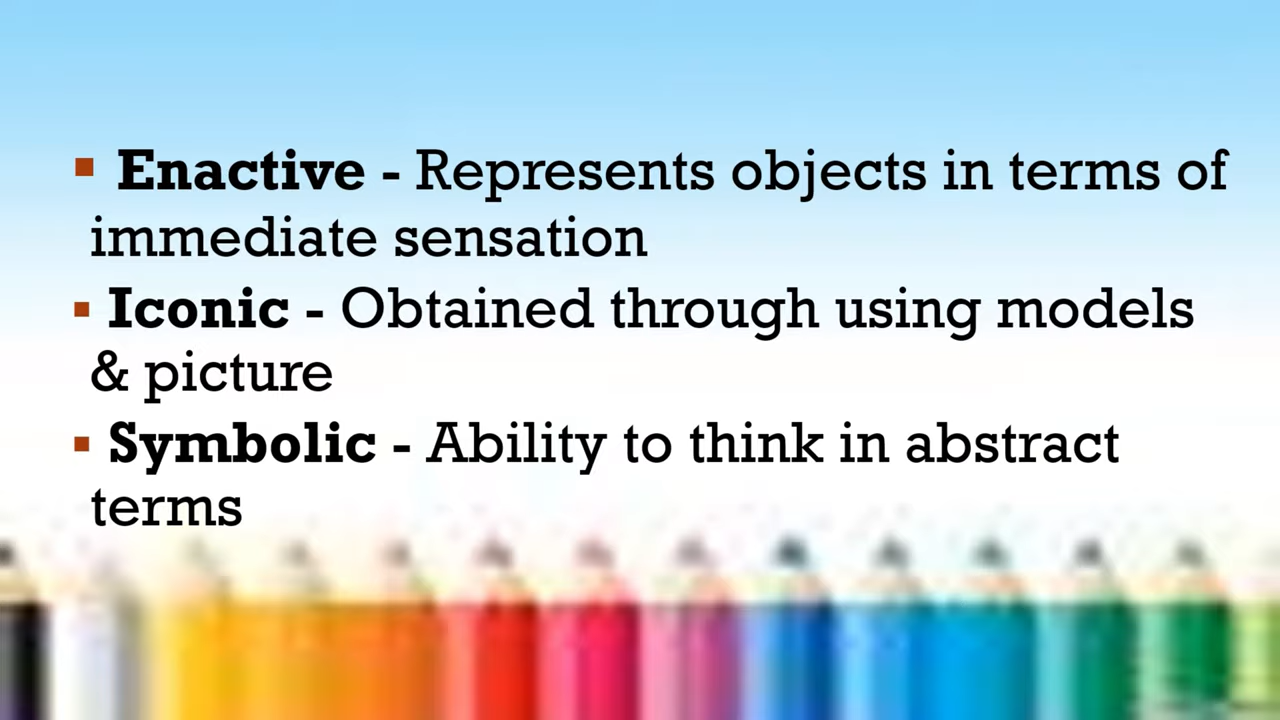 ▪ Enactive - Represents objects in terms of
immediate sensation
▪ Iconic - Obtained through using models
& picture
▪ Symbolic - Ability to think in abstract
terms